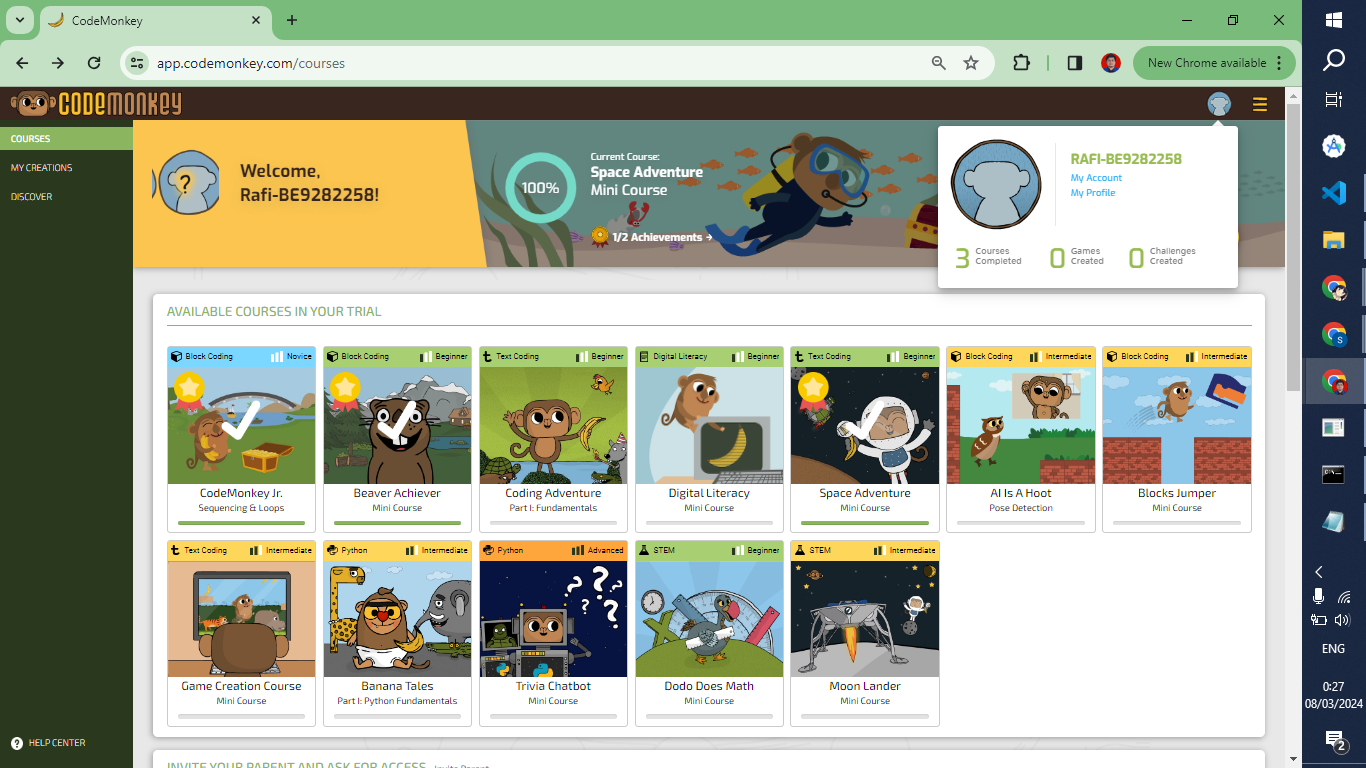 CodeMonkey
app.codemonkey.com/courses
New Chrome available
CODEMONKEY
COURSES
MY CREATIONS
DISCOVER
HELP CENTER
?
Welcome,
Rafi-BE9282258!
100%
Current Course:
Space Adventure
Mini Course
1/2 Achievements →
RAFI-BE9282258
My Account
My Profile
3 Courses Completed
0 Games Created
0 Challenges Created
AVAILABLE COURSES IN YOUR TRIAL
Block Coding Novice
CodeMonkey Jr.
Sequencing & Loops
Block Coding Beginner
Beaver Achiever
Mini Course
Text Coding Beginner
Coding Adventure
Part I: Fundamentals
Digital Literacy Beginner
Digital Literacy
Mini Course
Text Coding Beginner
Space Adventure
Mini Course
Block Coding Intermediate
AI Is A Hoot
Pose Detection
Block Coding Intermediate
Blocks Jumper
Mini Course
Text Coding Intermediate
Game Creation Course
Mini Course
Python Intermediate
Banana Tales
Part I: Python Fundamentals
Python Advanced
? ? ? ?
Trivia Chatbot
Mini Course
STEM Beginner
Dodo Does Math
Mini Course
STEM Intermediate
Moon Lander
Mini Course
INVITE YOUR PARENT AND ASK FOR ACCESS Invite Parent
S
ENG
0:27
08/03/2024
2